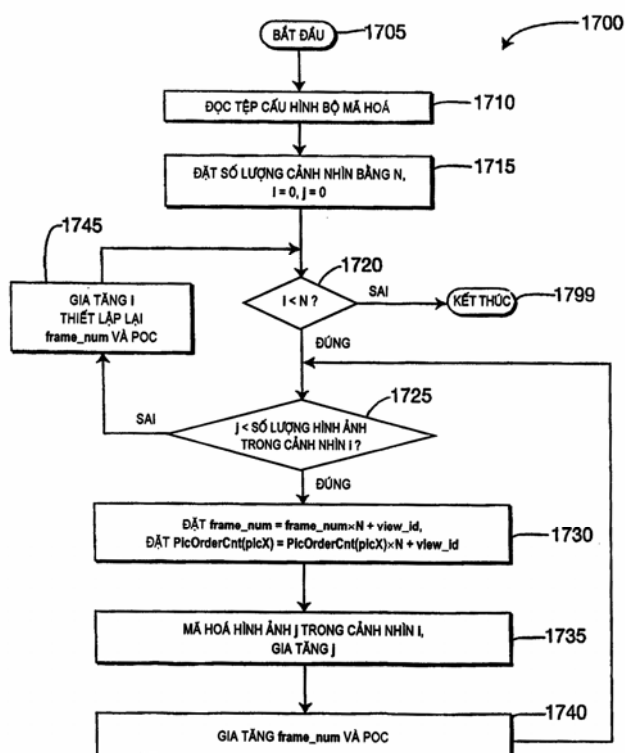 1700
BẮT ĐẦU
1705
ĐỌC TỆP CẤU HÌNH BỘ MÃ HOÁ
1710
ĐẶT SỐ LƯỢNG CẢNH NHÌN BẰNG N,
i = 0, j = 0
1715
1745
GIA TĂNG i
THIẾT LẬP LẠI
frame_num VÀ POC
1720
i < N ?
SAI
KẾT THÚC
1799
ĐÚNG
1725
SAI
j < SỐ LƯỢNG HÌNH ẢNH
TRONG CẢNH NHÌN i ?
ĐÚNG
ĐẶT frame_num = frame_num×N + view_id,
ĐẶT PicOrderCnt(picX) = PicOrderCnt(picX)×N + view_id
1730
MÃ HOÁ HÌNH ẢNH j TRONG CẢNH NHÌN i,
GIA TĂNG j
1735
GIA TĂNG frame_num VÀ POC
1740